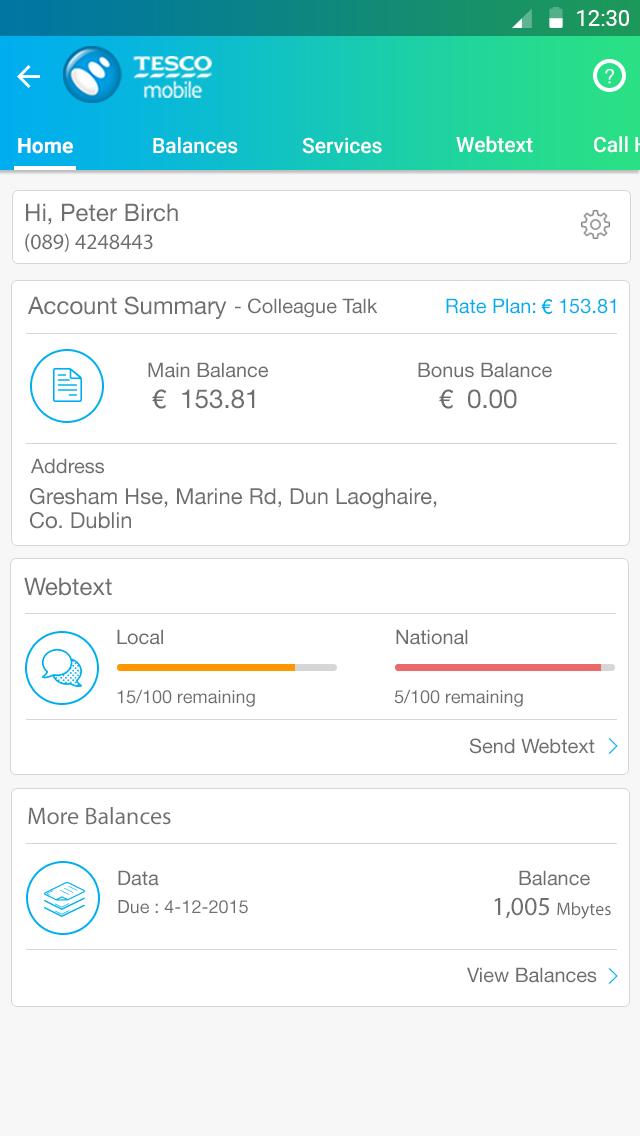 12:30
TESCO
mobile
?
Home Balances Services Webtext Call H
Hi, Peter Birch
(089) 4248443
Account Summary - Colleague Talk Rate Plan: € 153.81
Main Balance Bonus Balance
€ 153.81 € 0.00
Address
Gresham Hse, Marine Rd, Dun Laoghaire,
Co. Dublin
Webtext
Local National
15/100 remaining 5/100 remaining
Send Webtext
More Balances
Data Balance
Due : 4-12-2015 1,005 Mbytes
View Balances